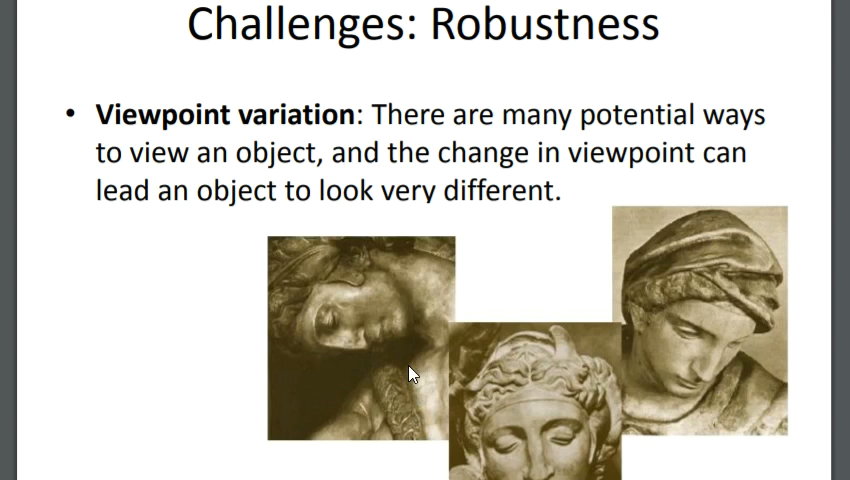 Challenges: Robustness
• Viewpoint variation: There are many potential ways
to view an object, and the change in viewpoint can
lead an object to look very different.